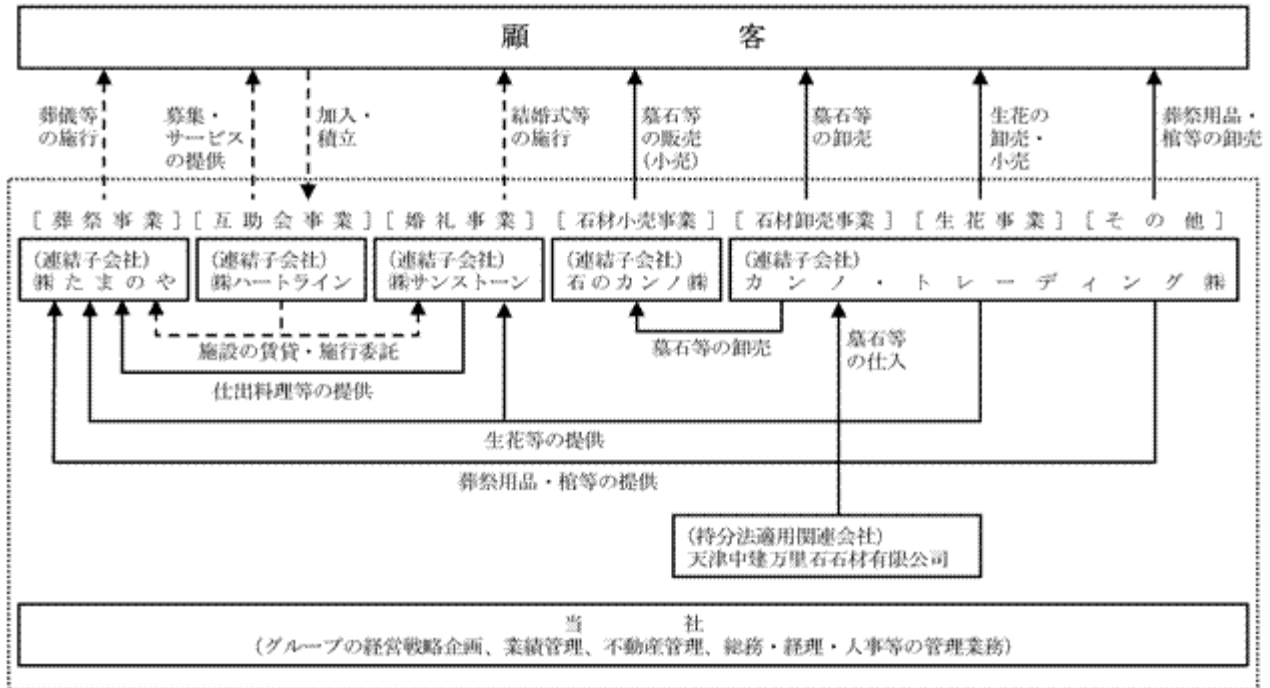 顧客
葬儀等
の施行
募集・
サービス
の提供
加入・
積立
結婚式等
の施行
墓石等
の販売
(小売)
墓石等
の卸売
生花の
卸売・
小売
葬祭用品・
棺等の卸売
[葬祭事業] [互助会事業] [婚礼事業] [石材小売事業] [石材卸売事業] [生花事業] [その他]
(連結子会社)
㈱たまのや
(連結子会社)
㈱ハートライン
(連結子会社)
㈱サンストーン
(連結子会社)
石のカンノ㈱
(連結子会社)
カンノ・トレーディング㈱
施設の賃貸・施行委託
墓石等の卸売
墓石等
の仕入
仕出料理等の提供
生花等の提供
葬祭用品・棺等の提供
(持分法適用関連会社)
天津中建万里石石材有限公司
当社
(グループの経営戦略企画、業績管理、不動産管理、総務・経理・人事等の管理業務)